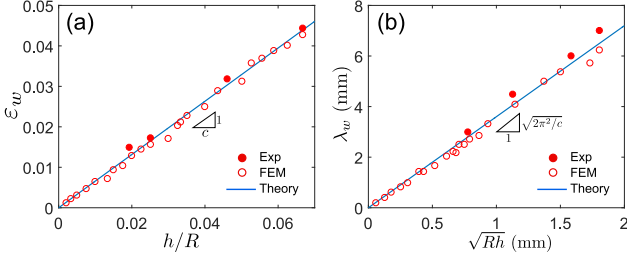 (a)
0.05
0.04
0.03
0.02
0.01
0
ε_w
1
c
Exp
FEM
Theory
0
0.02
0.04
0.06
h/R
(b)
8
6
4
2
0
λ_w (mm)
√(2π²/c)
1
Exp
FEM
Theory
0
0.5
1
1.5
2
√(Rh) (mm)